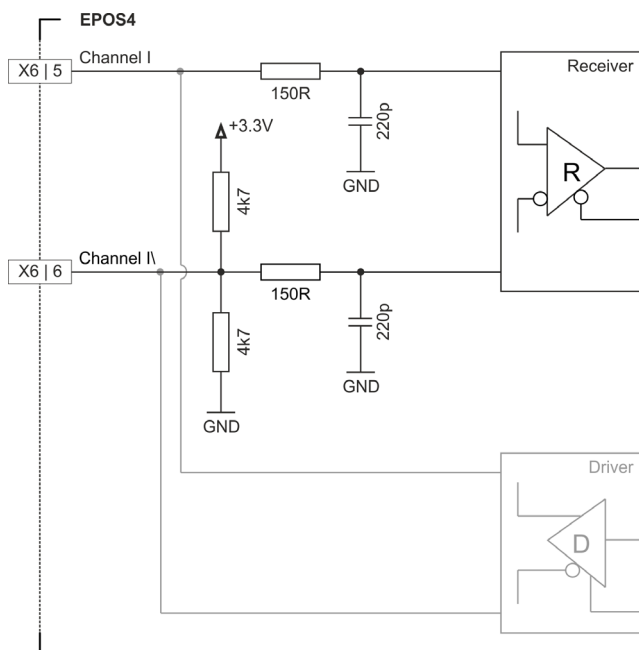 EPOS4
Channel I
X6 | 5
150R
220p
GND
Receiver
+3.3V
4k7
R
Channel I\
X6 | 6
150R
220p
GND
4k7
GND
Driver
D